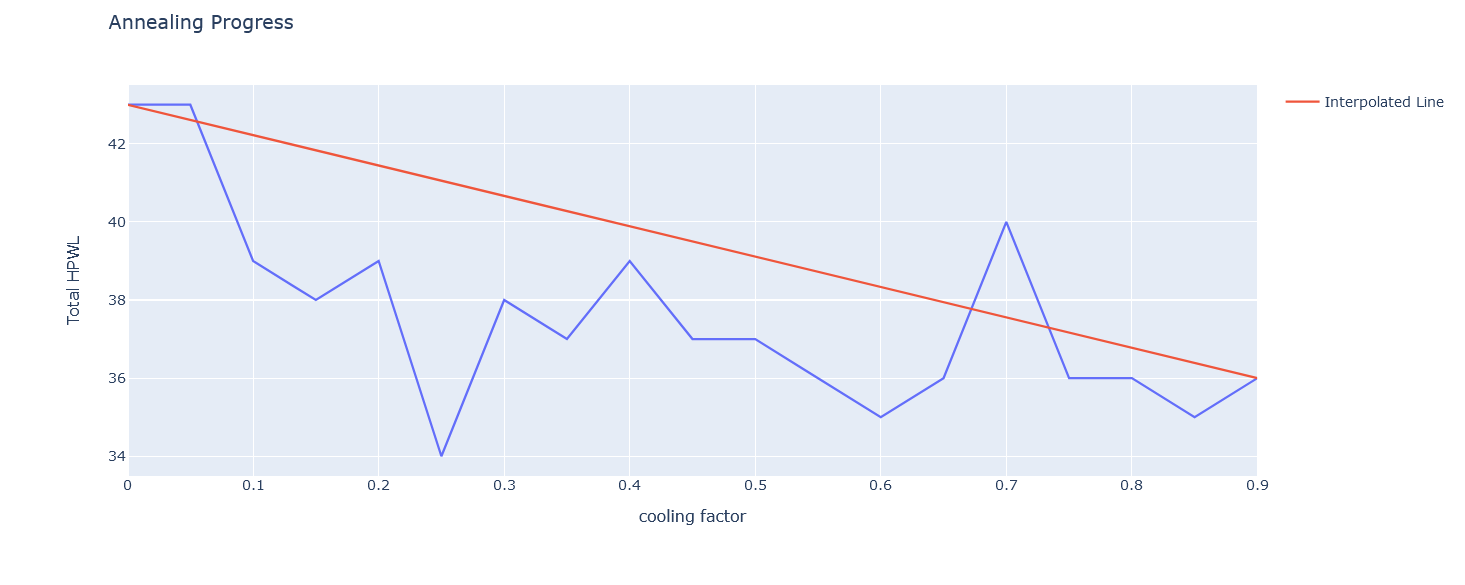 Annealing Progress
Interpolated Line
Total HPWL
42
40
38
36
34
0 0.1 0.2 0.3 0.4 0.5 0.6 0.7 0.8 0.9
cooling factor